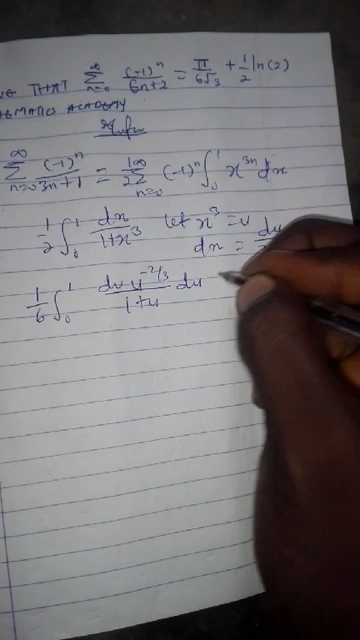 THAT ∑_{n=0}^{∞} (-1)^n / 6n+2 = π / 6√3 + 1/2 ln(2)
ACADEMY
Solution
∑_{n=0}^{∞} (-1)^n / 3n+1 = 1/2 ∑_{n=0}^{∞} (-1)^n ∫_0^1 x^{3n} dx
1/2 ∫_0^1 dx / 1+x^3 let x^3 = u
dx = du
1/6 ∫_0^1 du u^{-2/3} / 1+u du